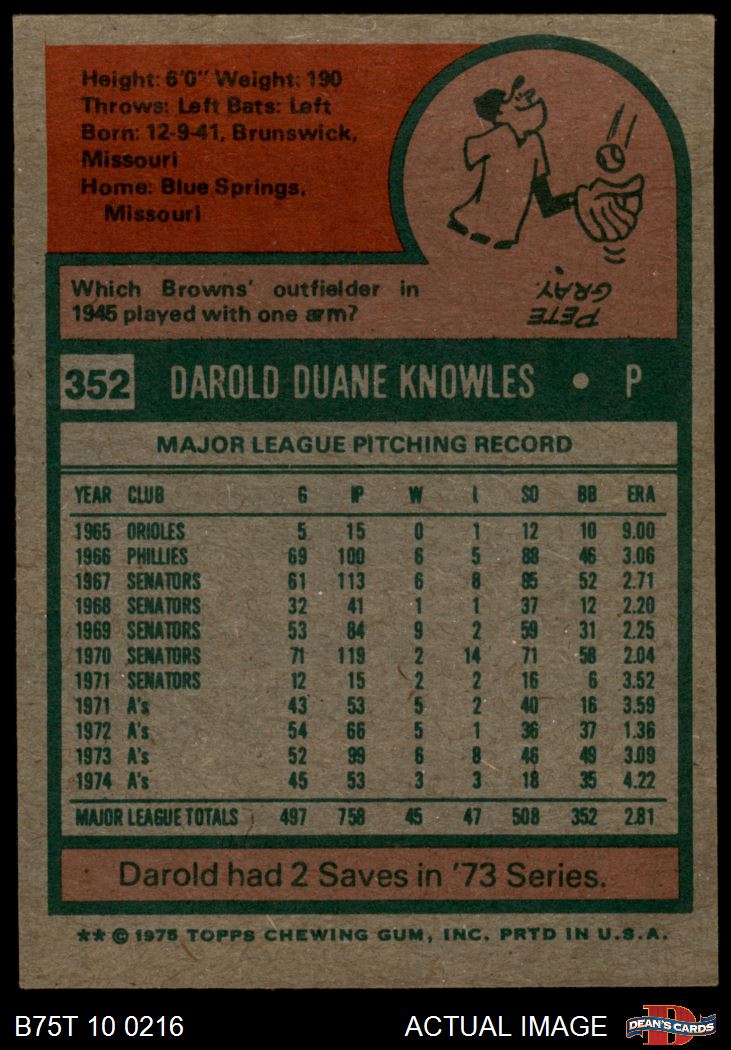 Height: 6'0" Weight: 190
Throws: Left Bats: Left
Born: 12-9-41, Brunswick,
Missouri
Home: Blue Springs,
Missouri
Which Browns' outfielder in
1945 played with one arm?
PETE
GRAY.
352 DAROLD DUANE KNOWLES • P
MAJOR LEAGUE PITCHING RECORD
YEAR CLUB G IP W L SO BB ERA
1965 ORIOLES 5 15 0 1 12 10 9.00
1966 PHILLIES 69 100 6 5 88 46 3.06
1967 SENATORS 61 113 6 8 85 52 2.71
1968 SENATORS 32 41 1 1 37 12 2.20
1969 SENATORS 53 84 9 2 59 31 2.25
1970 SENATORS 71 119 2 14 71 58 2.04
1971 SENATORS 12 15 2 2 16 6 3.52
1971 A's 43 53 5 2 40 16 3.59
1972 A's 54 66 5 1 36 37 1.36
1973 A's 52 99 6 8 46 49 3.09
1974 A's 45 53 3 3 18 35 4.22
MAJOR LEAGUE TOTALS 497 758 45 47 508 352 2.81
Darold had 2 Saves in '73 Series.
** © 1975 TOPPS CHEWING GUM, INC. PRTD IN U.S.A.
B75T 10 0216 ACTUAL IMAGE DEAN'S CARDS